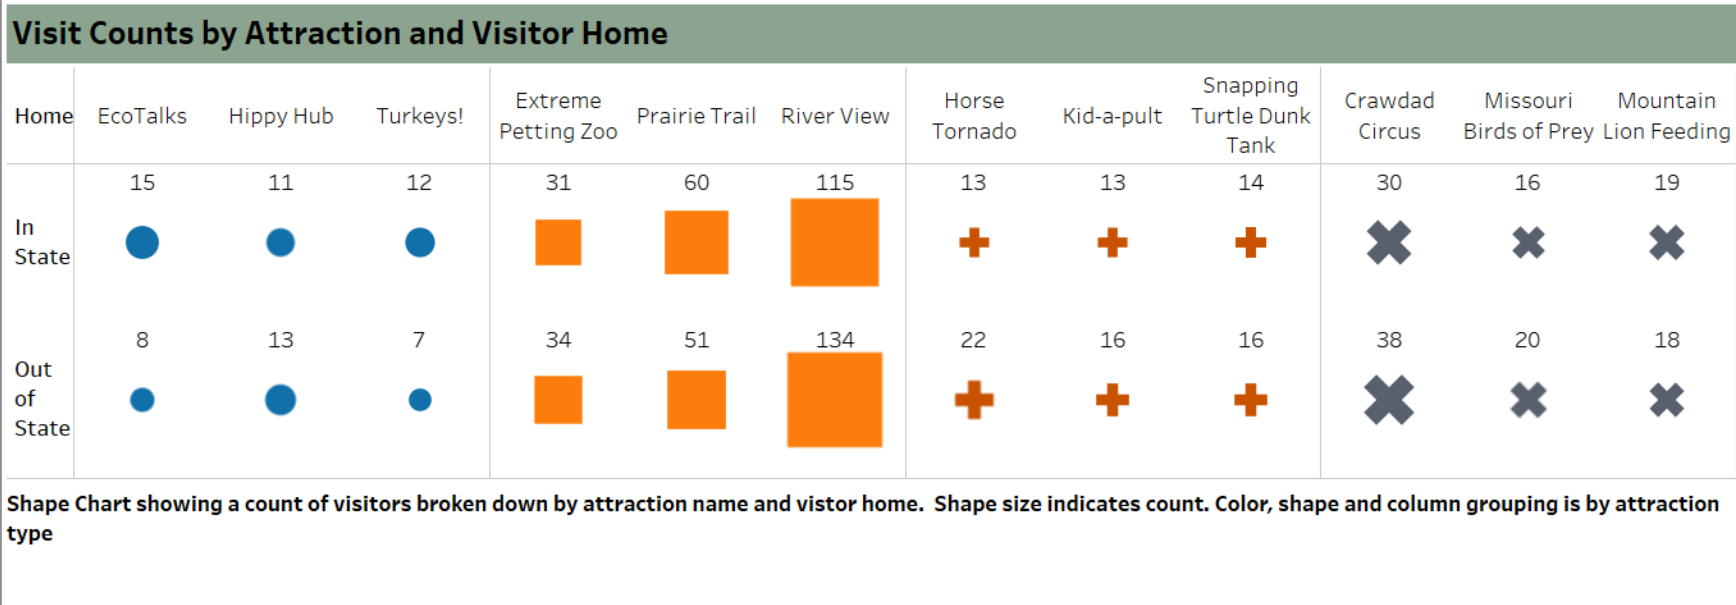 Visit Counts by Attraction and Visitor Home
Home EcoTalks Hippy Hub Turkeys! Extreme Petting Zoo Prairie Trail River View Horse Tornado Kid-a-pult Snapping Turtle Dunk Tank Crawdad Circus Missouri Birds of Prey Mountain Lion Feeding
15 11 12 31 60 115 13 13 14 30 16 19
In
State
8 13 7 34 51 134 22 16 16 38 20 18
Out
of
State
Shape Chart showing a count of visitors broken down by attraction name and vistor home.  Shape size indicates count. Color, shape and column grouping is by attraction
type